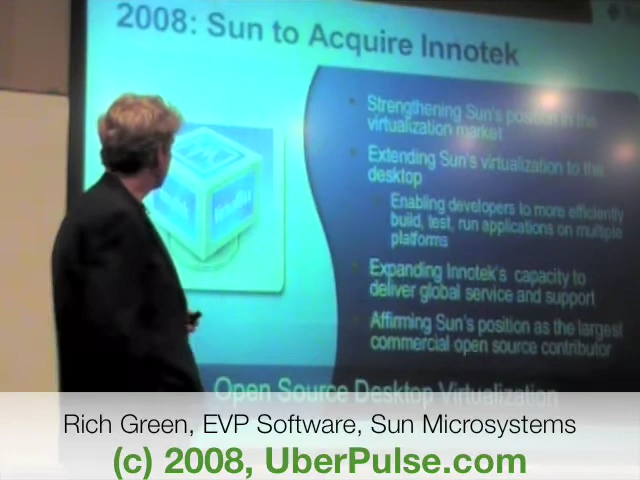 2008: Sun to Acquire Innotek
Strengthening Sun's position in the
virtualization market
Extending Sun's virtualization to the
desktop
Enabling developers to more efficiently
build, test, run applications on multiple
platforms
Expanding Innotek's capacity to
deliver global service and support
Affirming Sun's position as the largest
commercial open source contributor
Open Source Desktop Virtualization
Rich Green, EVP Software, Sun Microsystems
(c) 2008, UberPulse.com